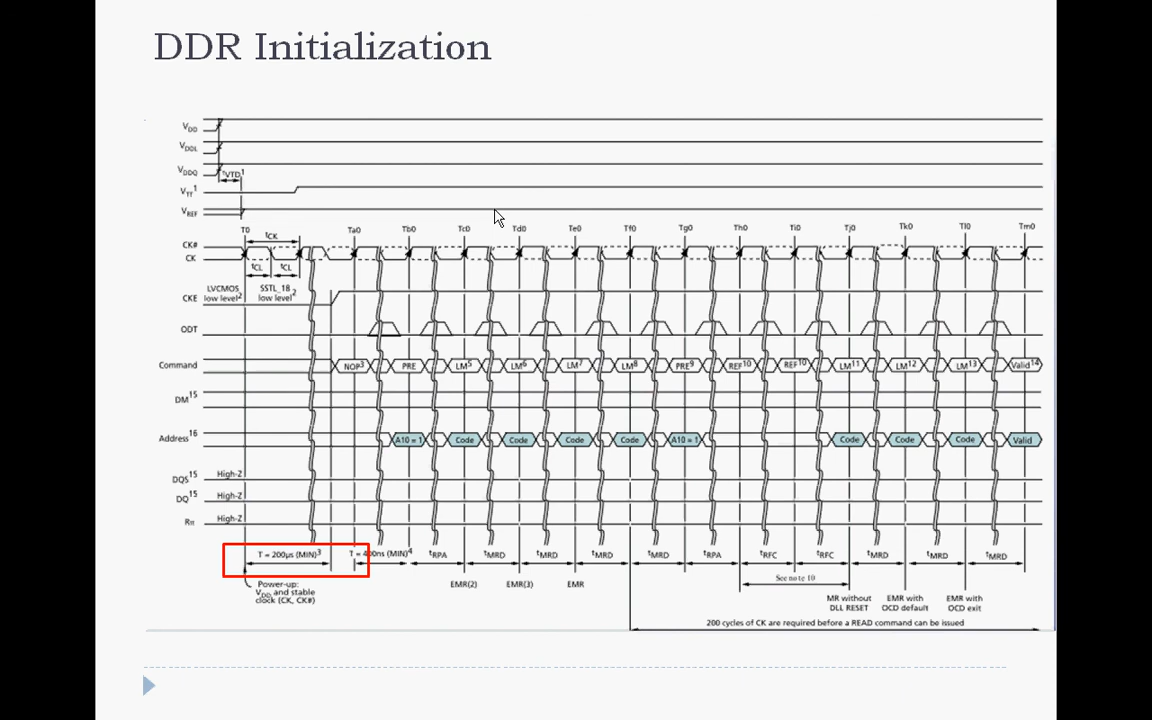 DDR Initialization
VDD
VDDL
VDDQ
tVTD1
VTT1
VREF
T0 Ta0 Tb0 Tc0 Td0 Te0 Tf0 Tg0 Th0 Ti0 Tj0 Tk0 Tl0 Tm0
tCK
CK#
CK
tCL tCL
LVCMOS SSTL_18
CKE low level2 low level2
ODT
Command NOP3 PRE LM5 LM6 LM7 LM8 PRE9 REF10 REF10 LM11 LM12 LM13 Valid14
DM15
Address16 A10 = 1 Code Code Code Code A10 = 1 Code Code Code Valid
DQS15 High-Z
DQ15 High-Z
RTT High-Z
T = 200µs (MIN)3 T = 400ns (MIN)4 tRPA tMRD tMRD tMRD tMRD tRPA tRFC tRFC tMRD tMRD tMRD
See note 10
Power-up: EMR(2) EMR(3) EMR
VDD and stable
clock (CK, CK#)
MR without EMR with EMR with
DLL RESET OCD default OCD exit
200 cycles of CK are required before a READ command can be issued